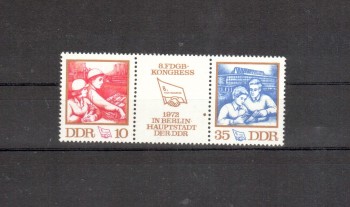 8. FDGB-
KONGRESS
1972
IN BERLIN
HAUPTSTADT
DER DDR
DDR 10
35 DDR